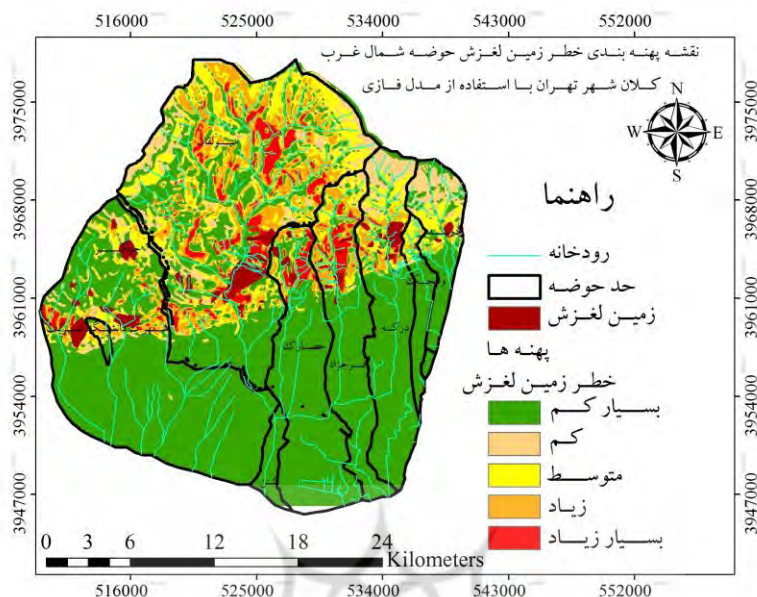 516000 525000 534000 543000 552000
نقشه پهنه بندی خطر زمین لغزش حوضه شمال غرب
کلان شهر تهران با استفاده از مدل فازی
N
W E
S
راهنما
رودخانه
حد حوضه
زمین لغزش
پهنه ها
خطر زمین لغزش
بسیار کم
کم
متوسط
زیاد
بسیار زیاد
3975000
3968000
3961000
3954000
3947000
3975000
3968000
3961000
3954000
3947000
حصارک
فرحزاد
درکه
0 3 6 12 18 24
Kilometers
516000 525000 534000 543000 552000